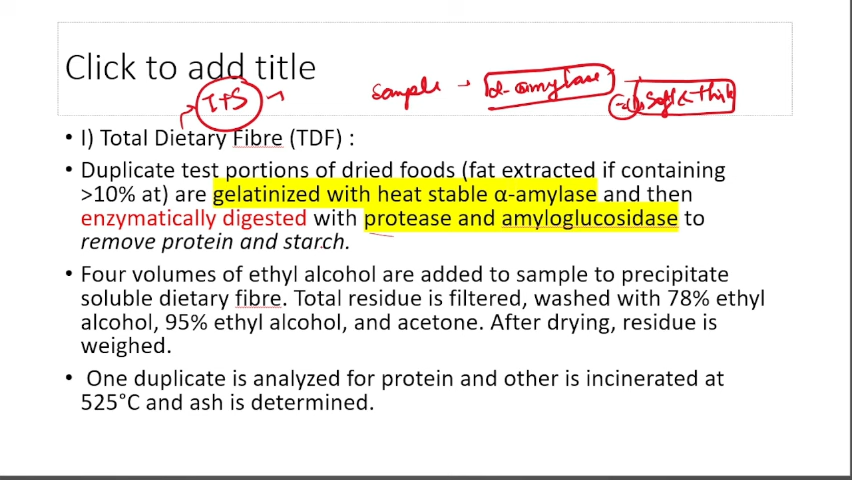 Click to add title
sample - α-amylase
I+S
soft & thick
• I) Total Dietary Fibre (TDF) :
• Duplicate test portions of dried foods (fat extracted if containing
>10% at) are gelatinized with heat stable α-amylase and then
enzymatically digested with protease and amyloglucosidase to
remove protein and starch.
• Four volumes of ethyl alcohol are added to sample to precipitate
soluble dietary fibre. Total residue is filtered, washed with 78% ethyl
alcohol, 95% ethyl alcohol, and acetone. After drying, residue is
weighed.
• One duplicate is analyzed for protein and other is incinerated at
525°C and ash is determined.